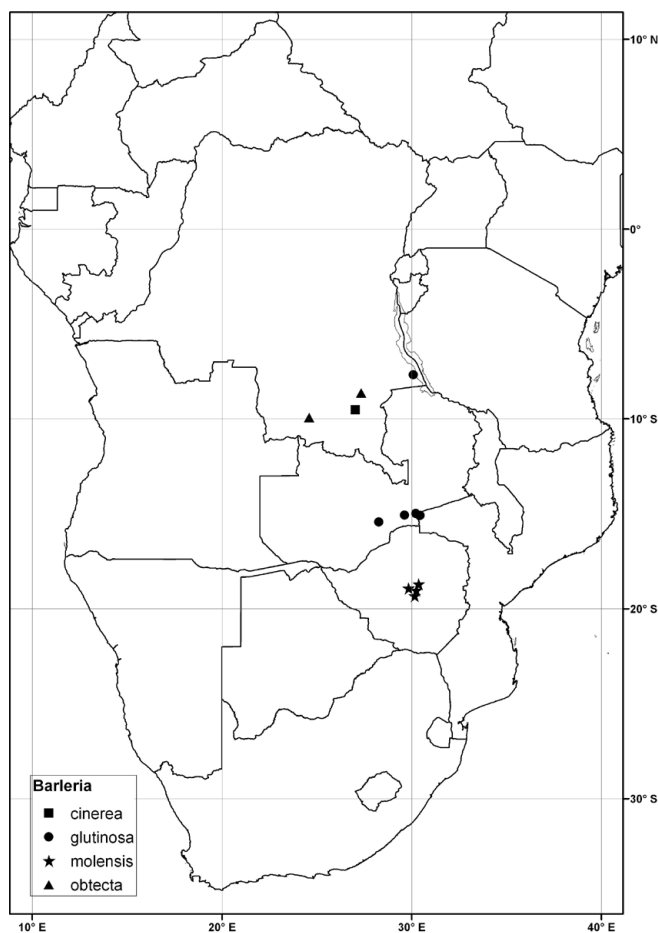 10° N
0°
10° S
20° S
30° S
Barleria
cinerea
glutinosa
molensis
obtecta
10° E
20° E
30° E
40° E